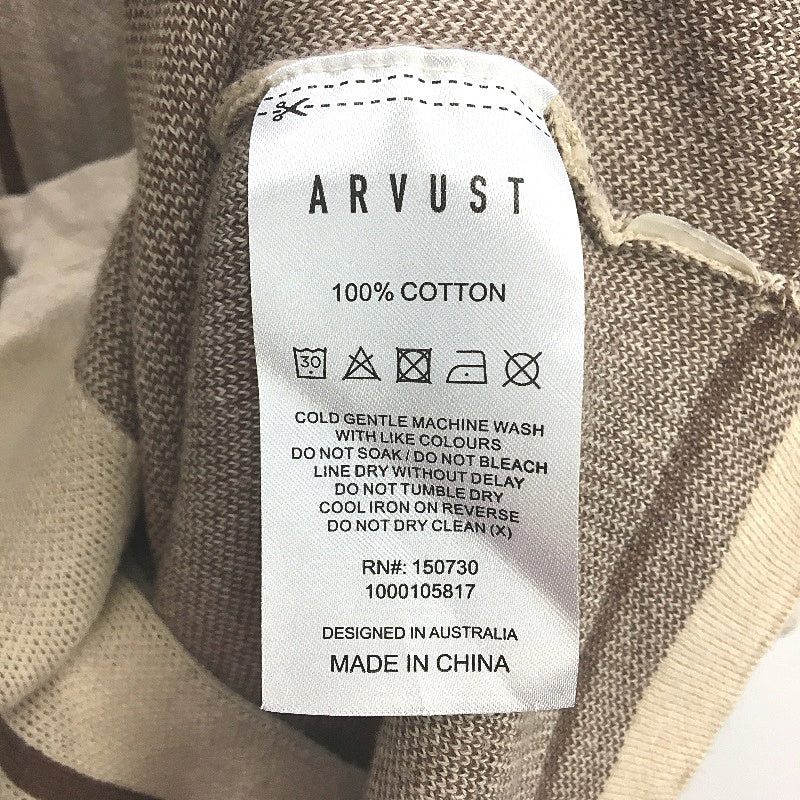 ARVUST
100% COTTON
30
COLD GENTLE MACHINE WASH
WITH LIKE COLOURS
DO NOT SOAK / DO NOT BLEACH
LINE DRY WITHOUT DELAY
DO NOT TUMBLE DRY
COOL IRON ON REVERSE
DO NOT DRY CLEAN (X)
RN#: 150730
1000105817
DESIGNED IN AUSTRALIA
MADE IN CHINA